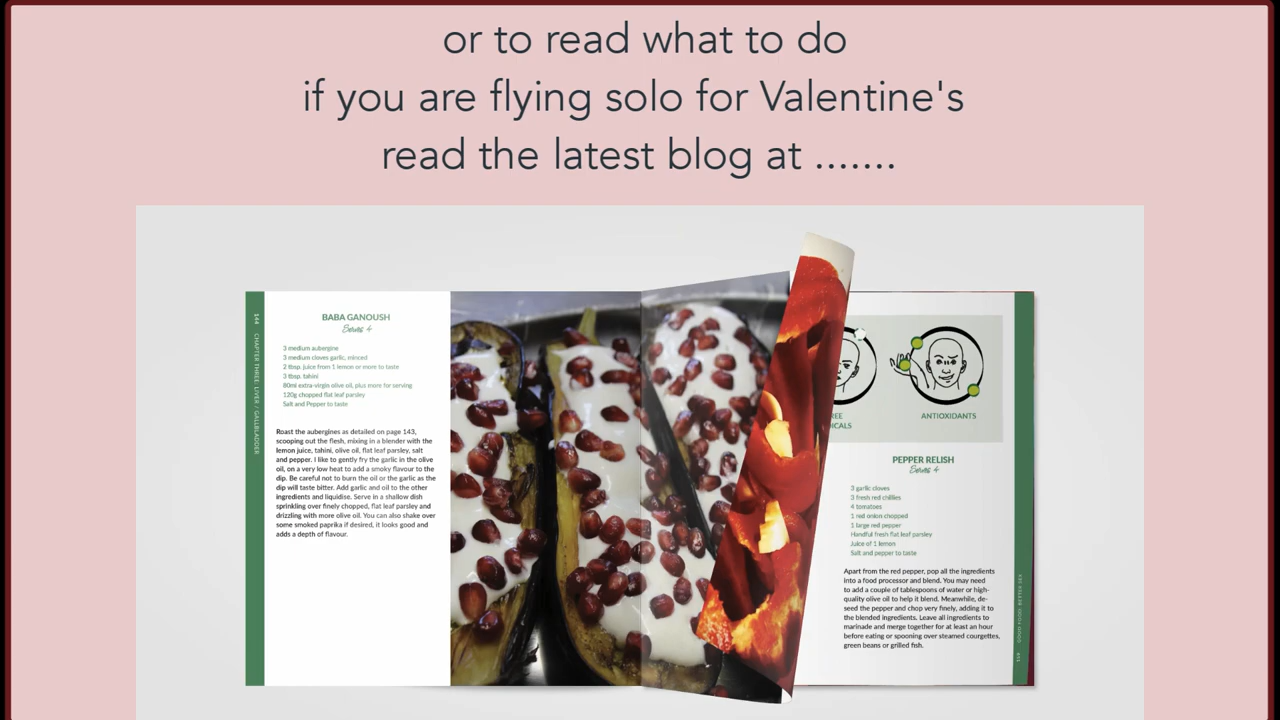 or to read what to do
if you are flying solo for Valentine's
read the latest blog at .......
144 CHAPTER THREE: LIVER / GALLBLADDER
BABA GANOUSH
Serves 4
3 medium aubergine
3 medium cloves garlic, minced
2 tbsp. juice from 1 lemon or more to taste
3 tbsp. tahini
80ml extra-virgin olive oil, plus more for serving
120g chopped flat leaf parsley
Salt and Pepper to taste
Roast the aubergines as detailed on page 143,
scooping out the flesh, mixing in a blender with the
lemon juice, tahini, olive oil, flat leaf parsley, salt
and pepper. I like to gently fry the garlic in the olive
oil, on a very low heat to add a smoky flavour to the
dip. Be careful not to burn the oil or the garlic as the
dip will taste bitter. Add garlic and oil to the other
ingredients and liquidise. Serve in a shallow dish
sprinkling over finely chopped, flat leaf parsley and
drizzling with more olive oil. You can also shake over
some smoked paprika if desired, it looks good and
adds a depth of flavour.
ANTIOXIDANTS
PEPPER RELISH
Serves 4
3 garlic cloves
3 fresh red chillies
4 tomatoes
1 red onion chopped
1 large red pepper
Handful fresh flat leaf parsley
Juice of 1 lemon
Salt and pepper to taste
Apart from the red pepper, pop all the ingredients
into a food processor and blend. You may need
to add a couple of tablespoons of water or high-
quality olive oil to help it blend. Meanwhile, de-
seed the pepper and chop very finely, adding it to
the blended ingredients. Leave all ingredients to
marinade and merge together for at least an hour
before eating or spooning over steamed courgettes,
green beans or grilled fish.